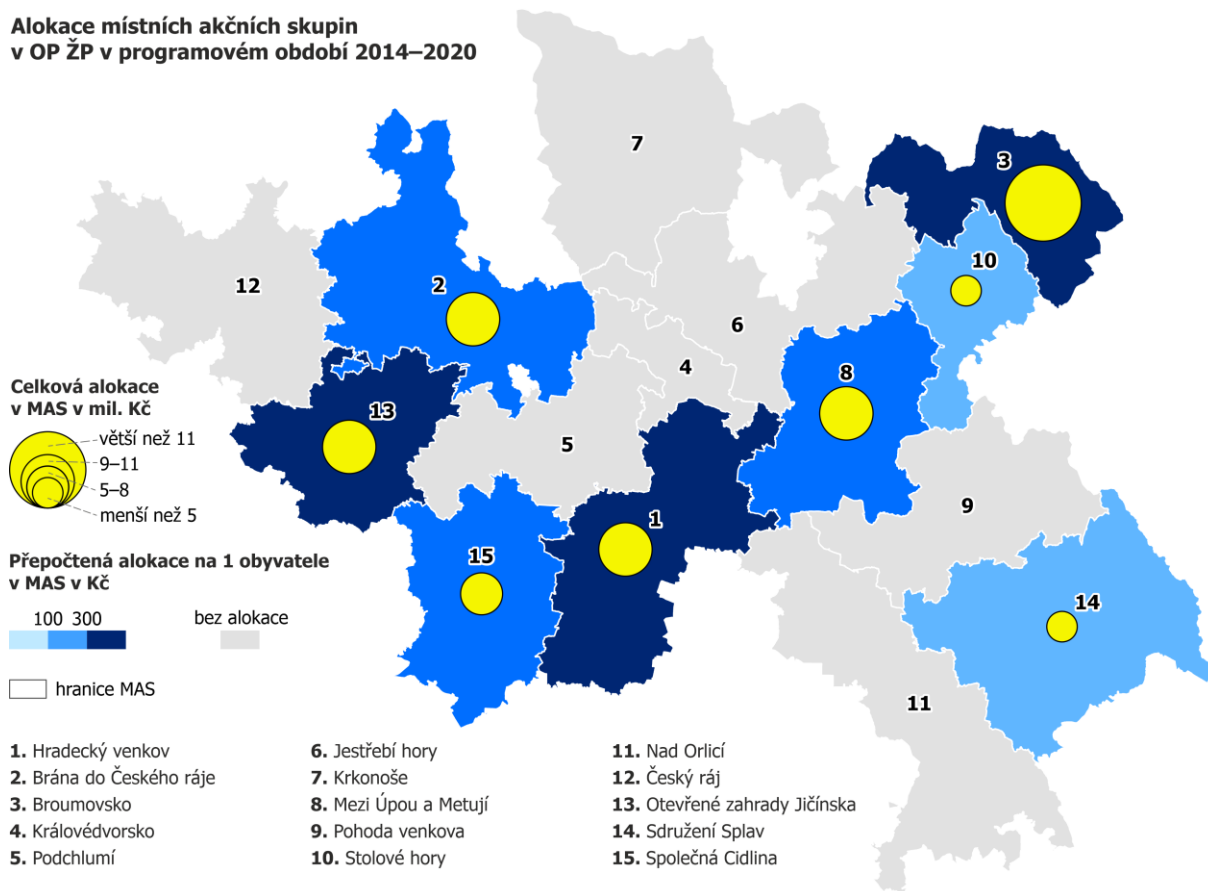 Alokace místních akčních skupin
v OP ŽP v programovém období 2014–2020
7
3
10
12
2
6
4
8
13
5
9
1
15
14
11
Celková alokace
v MAS v mil. Kč
větší než 11
9–11
5–8
menší než 5
Přepočtená alokace na 1 obyvatele
v MAS v Kč
100 300
bez alokace
hranice MAS
1. Hradecký venkov
2. Brána do Českého ráje
3. Broumovsko
4. Královédvorsko
5. Podchlumí
6. Jestřebí hory
7. Krkonoše
8. Mezi Úpou a Metují
9. Pohoda venkova
10. Stolové hory
11. Nad Orlicí
12. Český ráj
13. Otevřené zahrady Jičínska
14. Sdružení Splav
15. Společná Cidlina